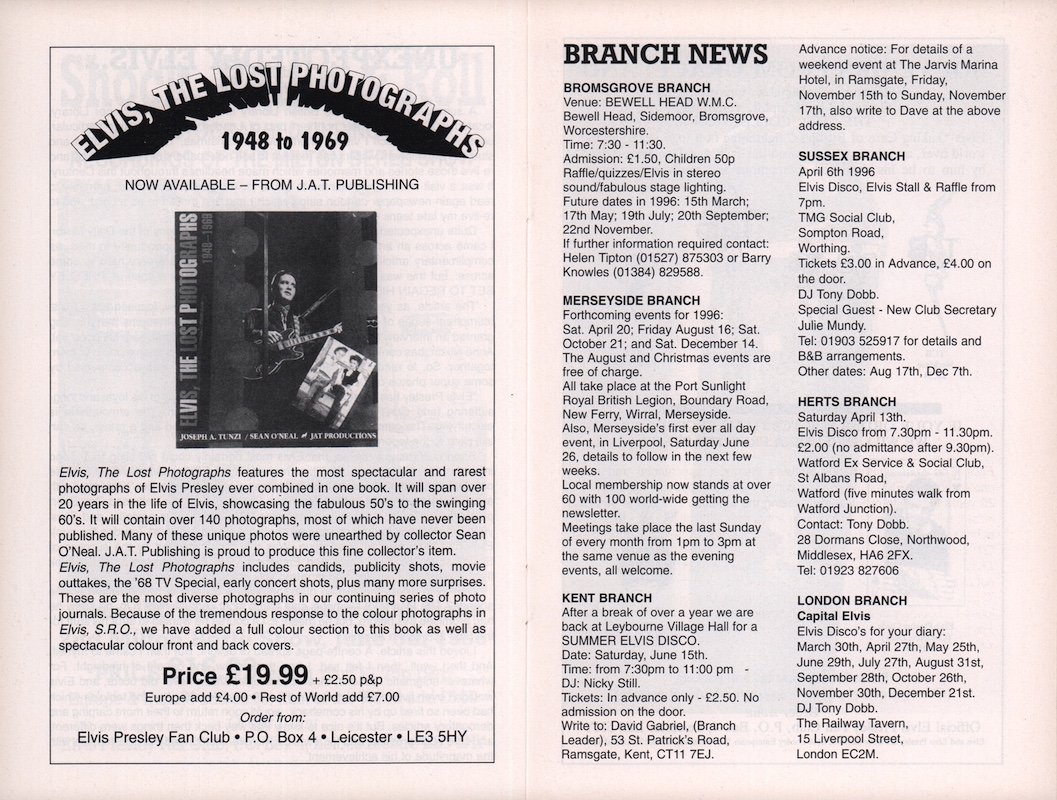 ELVIS, THE LOST PHOTOGRAPHS
1948 to 1969
NOW AVAILABLE – FROM J.A.T. PUBLISHING
ELVIS, THE LOST PHOTOGRAPHS
1948–1969
JOSEPH A. TUNZI / SEAN O'NEAL JAT PRODUCTIONS
Elvis, The Lost Photographs features the most spectacular and rarest
photographs of Elvis Presley ever combined in one book. It will span over
20 years in the life of Elvis, showcasing the fabulous 50's to the swinging
60's. It will contain over 140 photographs, most of which have never been
published. Many of these unique photos were unearthed by collector Sean
O'Neal. J.A.T. Publishing is proud to produce this fine collector's item.
Elvis, The Lost Photographs includes candids, publicity shots, movie
outtakes, the '68 TV Special, early concert shots, plus many more surprises.
These are the most diverse photographs in our continuing series of photo
journals. Because of the tremendous response to the colour photographs in
Elvis, S.R.O., we have added a full colour section to this book as well as
spectacular colour front and back covers.
Price £19.99 + £2.50 p&p
Europe add £4.00 • Rest of World add £7.00
Order from:
Elvis Presley Fan Club • P.O. Box 4 • Leicester • LE3 5HY
BRANCH NEWS
BROMSGROVE BRANCH
Venue: BEWELL HEAD W.M.C.
Bewell Head, Sidemoor, Bromsgrove,
Worcestershire.
Time: 7:30 - 11:30.
Admission: £1.50, Children 50p
Raffle/quizzes/Elvis in stereo
sound/fabulous stage lighting.
Future dates in 1996: 15th March;
17th May; 19th July; 20th September;
22nd November.
If further information required contact:
Helen Tipton (01527) 875303 or Barry
Knowles (01384) 829588.
MERSEYSIDE BRANCH
Forthcoming events for 1996:
Sat. April 20; Friday August 16; Sat.
October 21; and Sat. December 14.
The August and Christmas events are
free of charge.
All take place at the Port Sunlight
Royal British Legion, Boundary Road,
New Ferry, Wirral, Merseyside.
Also, Merseyside's first ever all day
event, in Liverpool, Saturday June
26, details to follow in the next few
weeks.
Local membership now stands at over
60 with 100 world-wide getting the
newsletter.
Meetings take place the last Sunday
of every month from 1pm to 3pm at
the same venue as the evening
events, all welcome.
KENT BRANCH
After a break of over a year we are
back at Leybourne Village Hall for a
SUMMER ELVIS DISCO.
Date: Saturday, June 15th.
Time: from 7:30pm to 11:00 pm -
DJ: Nicky Still.
Tickets: In advance only - £2.50. No
admission on the door.
Write to: David Gabriel, (Branch
Leader), 53 St. Patrick's Road,
Ramsgate, Kent, CT11 7EJ.
Advance notice: For details of a
weekend event at The Jarvis Marina
Hotel, in Ramsgate, Friday,
November 15th to Sunday, November
17th, also write to Dave at the above
address.
SUSSEX BRANCH
April 6th 1996
Elvis Disco, Elvis Stall & Raffle from
7pm.
TMG Social Club,
Sompton Road,
Worthing.
Tickets £3.00 in Advance, £4.00 on
the door.
DJ Tony Dobb.
Special Guest - New Club Secretary
Julie Mundy.
Tel: 01903 525917 for details and
B&B arrangements.
Other dates: Aug 17th, Dec 7th.
HERTS BRANCH
Saturday April 13th.
Elvis Disco from 7.30pm - 11.30pm.
£2.00 (no admittance after 9.30pm).
Watford Ex Service & Social Club,
St Albans Road,
Watford (five minutes walk from
Watford Junction).
Contact: Tony Dobb.
28 Dormans Close, Northwood,
Middlesex, HA6 2FX.
Tel: 01923 827606
LONDON BRANCH
Capital Elvis
Elvis Disco's for your diary:
March 30th, April 27th, May 25th,
June 29th, July 27th, August 31st,
September 28th, October 26th,
November 30th, December 21st.
DJ Tony Dobb.
The Railway Tavern,
15 Liverpool Street,
London EC2M.